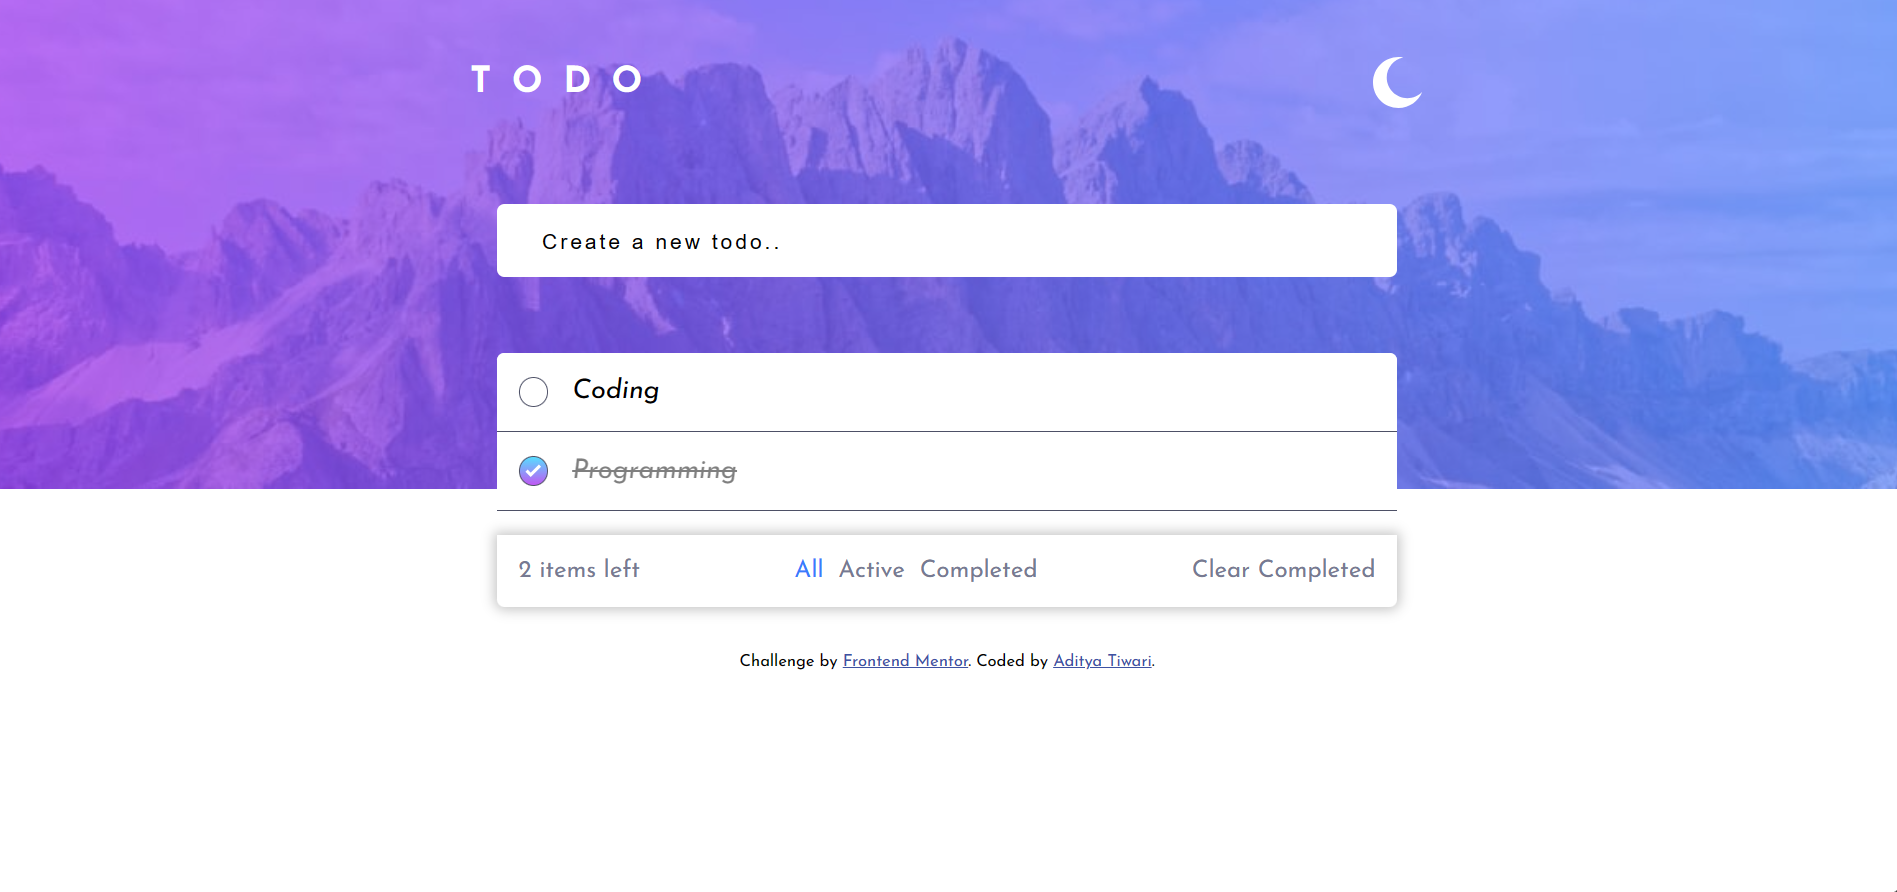 TODO
Create a new todo..
Coding
Programming
2 items left All Active Completed Clear Completed
Challenge by Frontend Mentor. Coded by Aditya Tiwari.